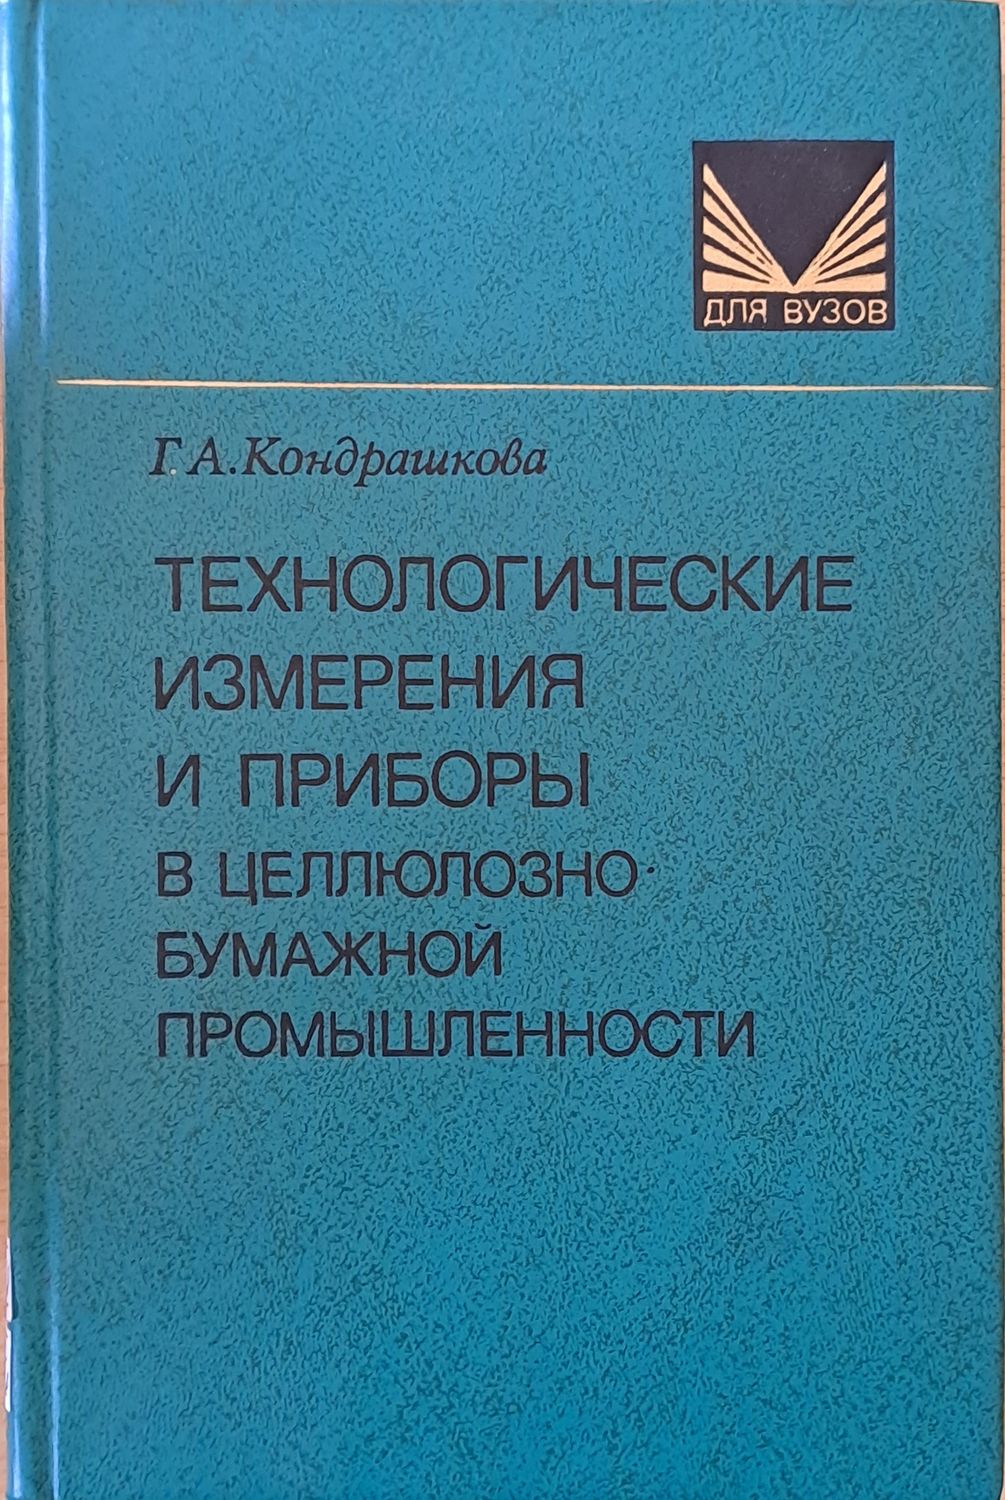 ДЛЯ ВУЗОВ
Г.А.Кондрашкова
ТЕХНОЛОГИЧЕСКИЕ
ИЗМЕРЕНИЯ
И ПРИБОРЫ
В ЦЕЛЛЮЛОЗНО-
БУМАЖНОЙ
ПРОМЫШЛЕННОСТИ